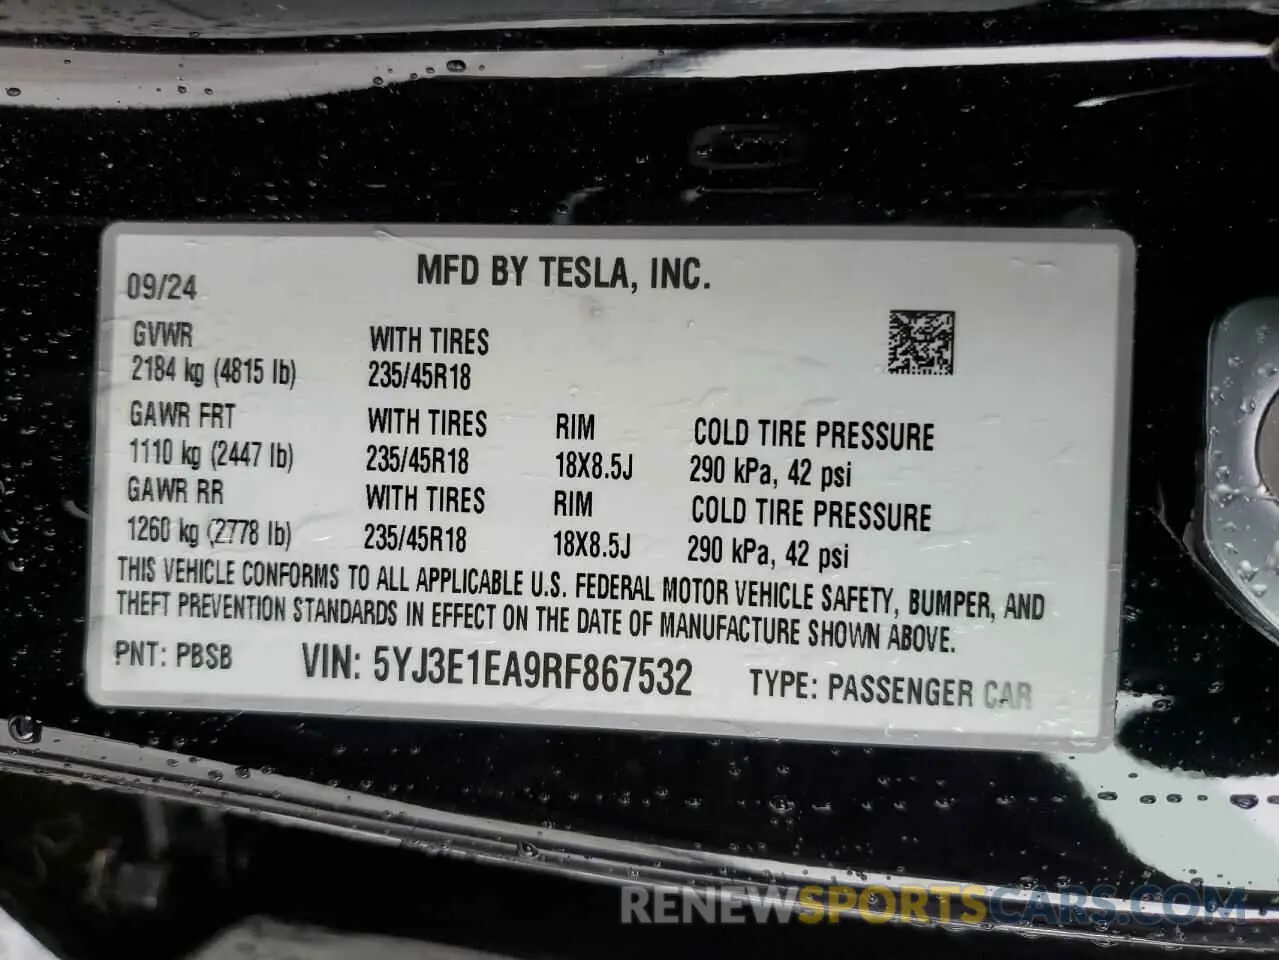 MFD BY TESLA, INC.
09/24
GVWR WITH TIRES
2184 kg (4815 lb) 235/45R18
GAWR FRT WITH TIRES RIM COLD TIRE PRESSURE
1110 kg (2447 lb) 235/45R18 18X8.5J 290 kPa, 42 psi
GAWR RR WITH TIRES RIM COLD TIRE PRESSURE
1260 kg (2778 lb) 235/45R18 18X8.5J 290 kPa, 42 psi
THIS VEHICLE CONFORMS TO ALL APPLICABLE U.S. FEDERAL MOTOR VEHICLE SAFETY, BUMPER, AND
THEFT PREVENTION STANDARDS IN EFFECT ON THE DATE OF MANUFACTURE SHOWN ABOVE.
PNT: PBSB VIN: 5YJ3E1EA9RF867532 TYPE: PASSENGER CAR
RENEWSPORTSCARS.COM